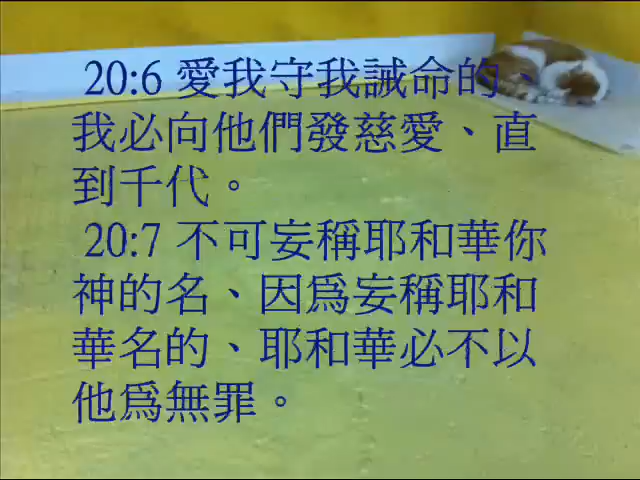 20:6 愛我守我誡命的、
我必向他們發慈愛、直
到千代。
20:7 不可妄稱耶和華你
神的名、因爲妄稱耶和
華名的、耶和華必不以
他爲無罪。